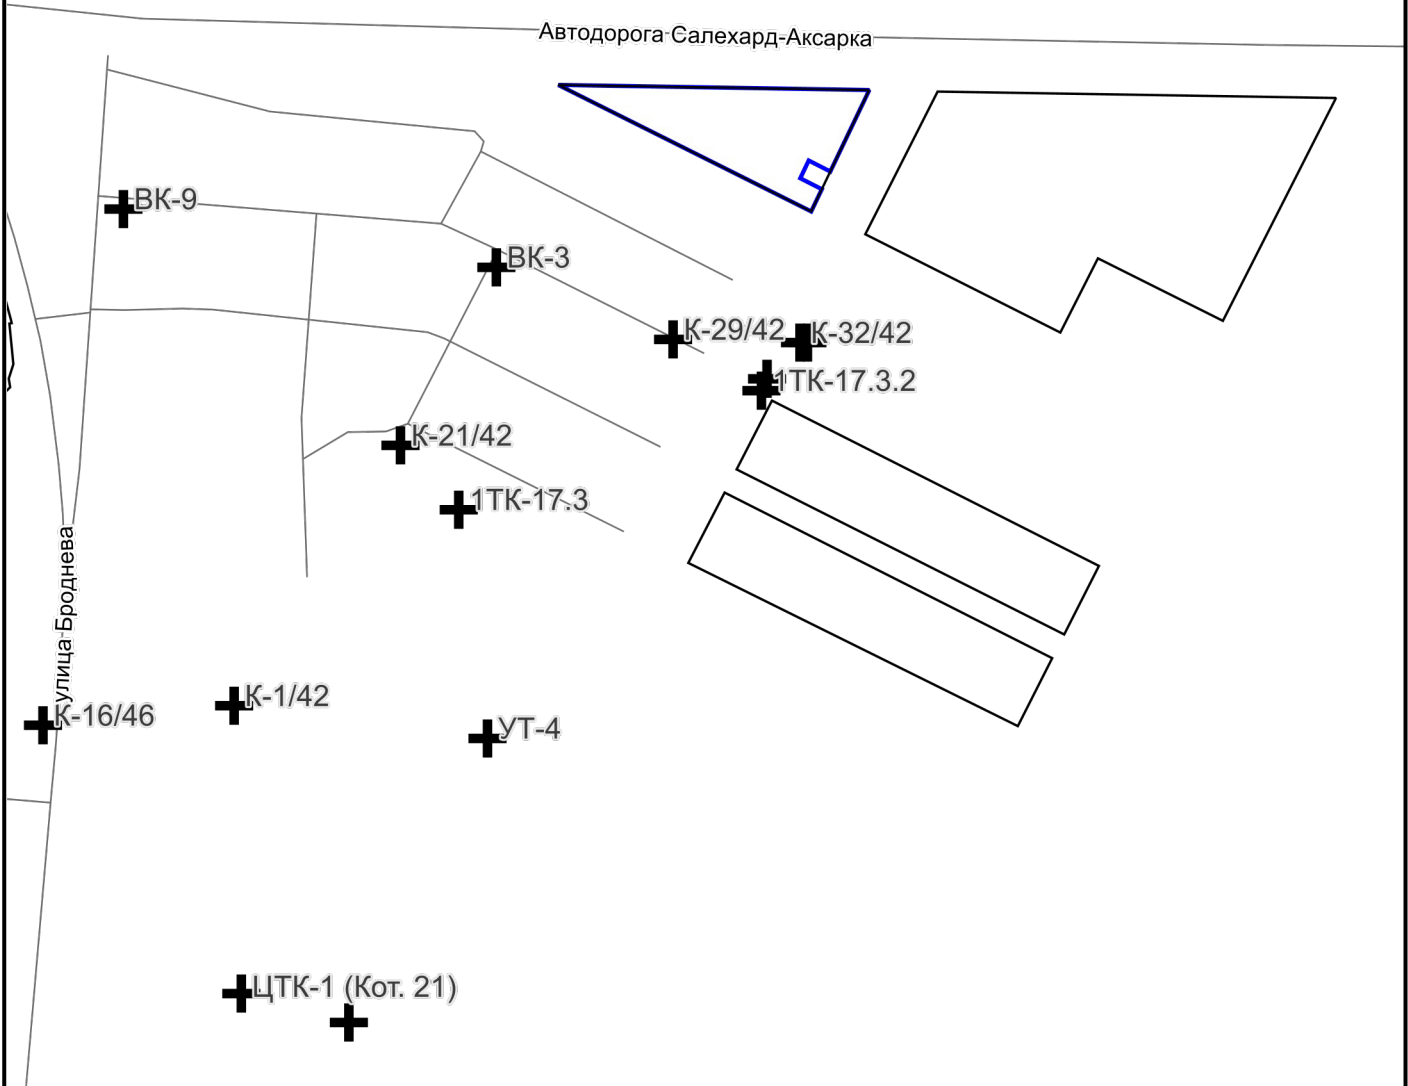 Автодорога Салехард-Аксарка
ВК-9
ВК-3
К-29/42
К-32/42
1ТК-17.3.2
К-21/42
1ТК-17.3
улица Броднева
К-1/42
К-16/46
УТ-4
ЦТК-1 (Кот. 21)